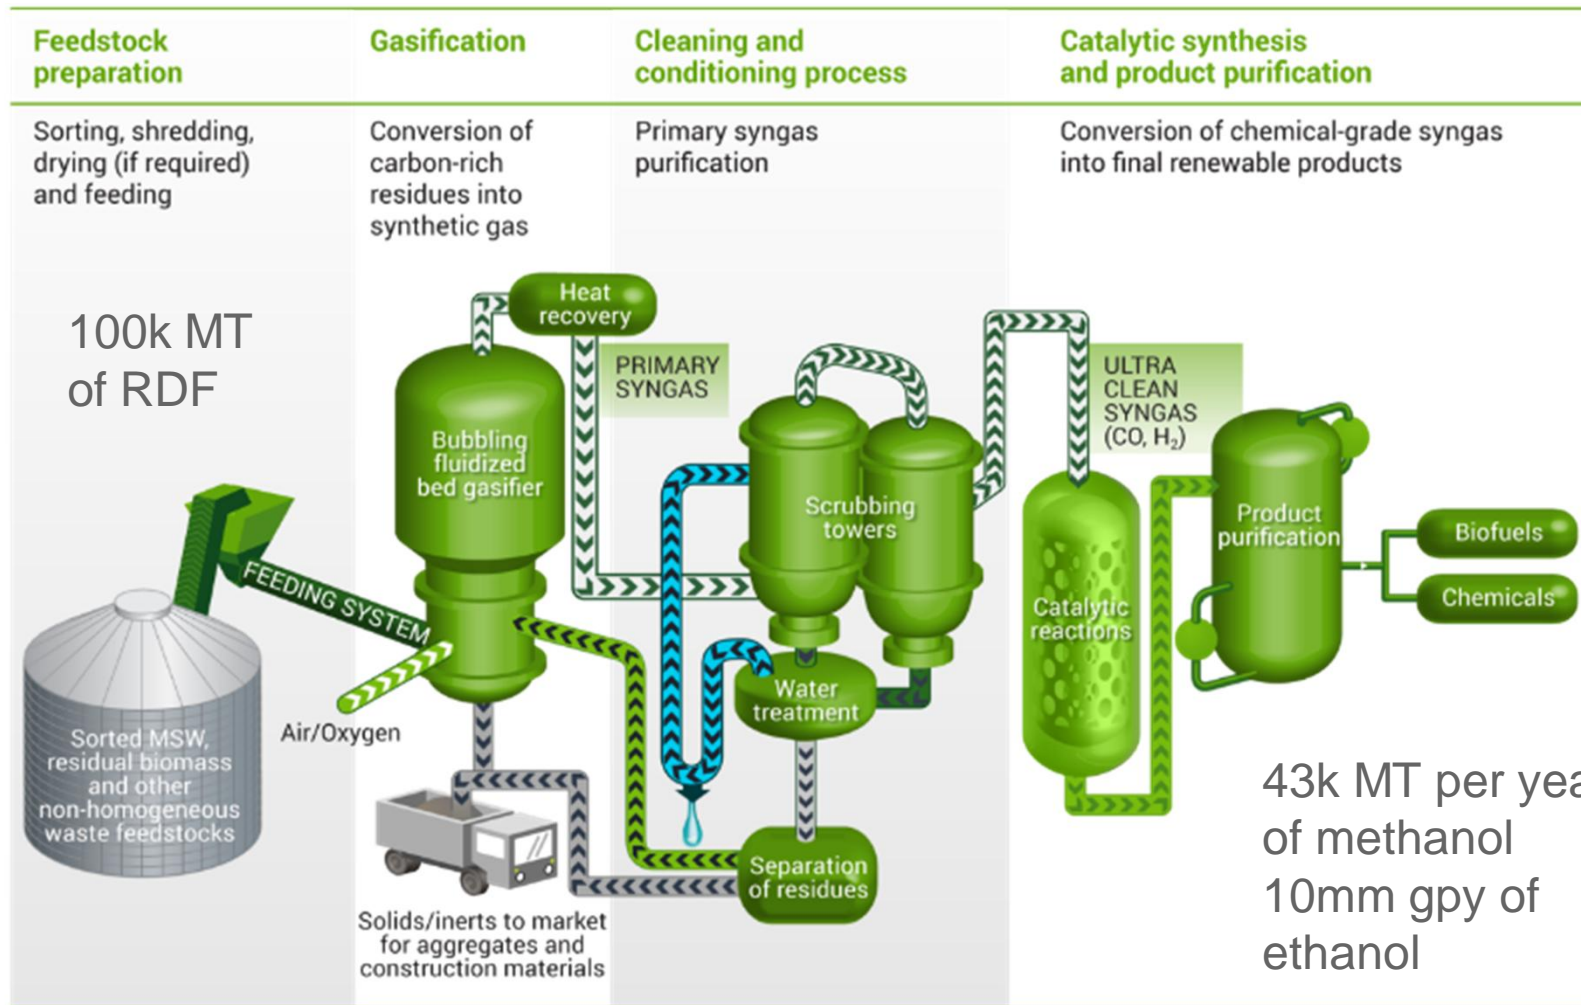 Feedstock
preparation
Gasification
Cleaning and
conditioning process
Catalytic synthesis
and product purification
Sorting, shredding,
drying (if required)
and feeding
Conversion of
carbon-rich
residues into
synthetic gas
Primary syngas
purification
Conversion of chemical-grade syngas
into final renewable products
100k MT
of RDF
Heat
recovery
PRIMARY
SYNGAS
ULTRA
CLEAN
SYNGAS
(CO, H₂)
Bubbling
fluidized
bed gasifier
Scrubbing
towers
Product
purification
Biofuels
Chemicals
FEEDING SYSTEM
Catalytic
reactions
Water
treatment
Air/Oxygen
Sorted MSW,
residual biomass
and other
non-homogeneous
waste feedstocks
Separation
of residues
Solids/inerts to market
for aggregates and
construction materials
43k MT per yea
of methanol
10mm gpy of
ethanol